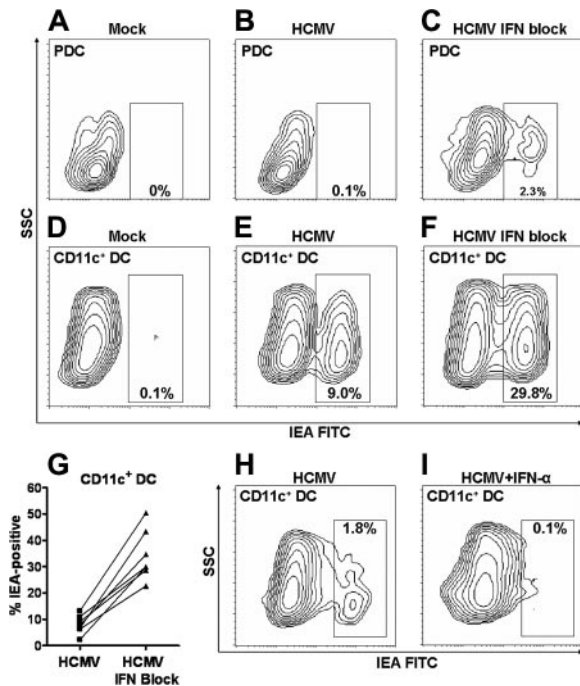 A B C
Mock HCMV HCMV IFN block
PDC PDC PDC
0% 0.1% 2.3%
D E F
Mock HCMV HCMV IFN block
CD11c⁺ DC CD11c⁺ DC CD11c⁺ DC
0.1% 9.0% 29.8%
SSC
IEA FITC
G
CD11c⁺ DC
% IEA-positive
60
50
40
30
20
10
0
HCMV HCMV
IFN Block
H I
HCMV HCMV+IFN-α
CD11c⁺ DC CD11c⁺ DC
1.8% 0.1%
SSC
IEA FITC